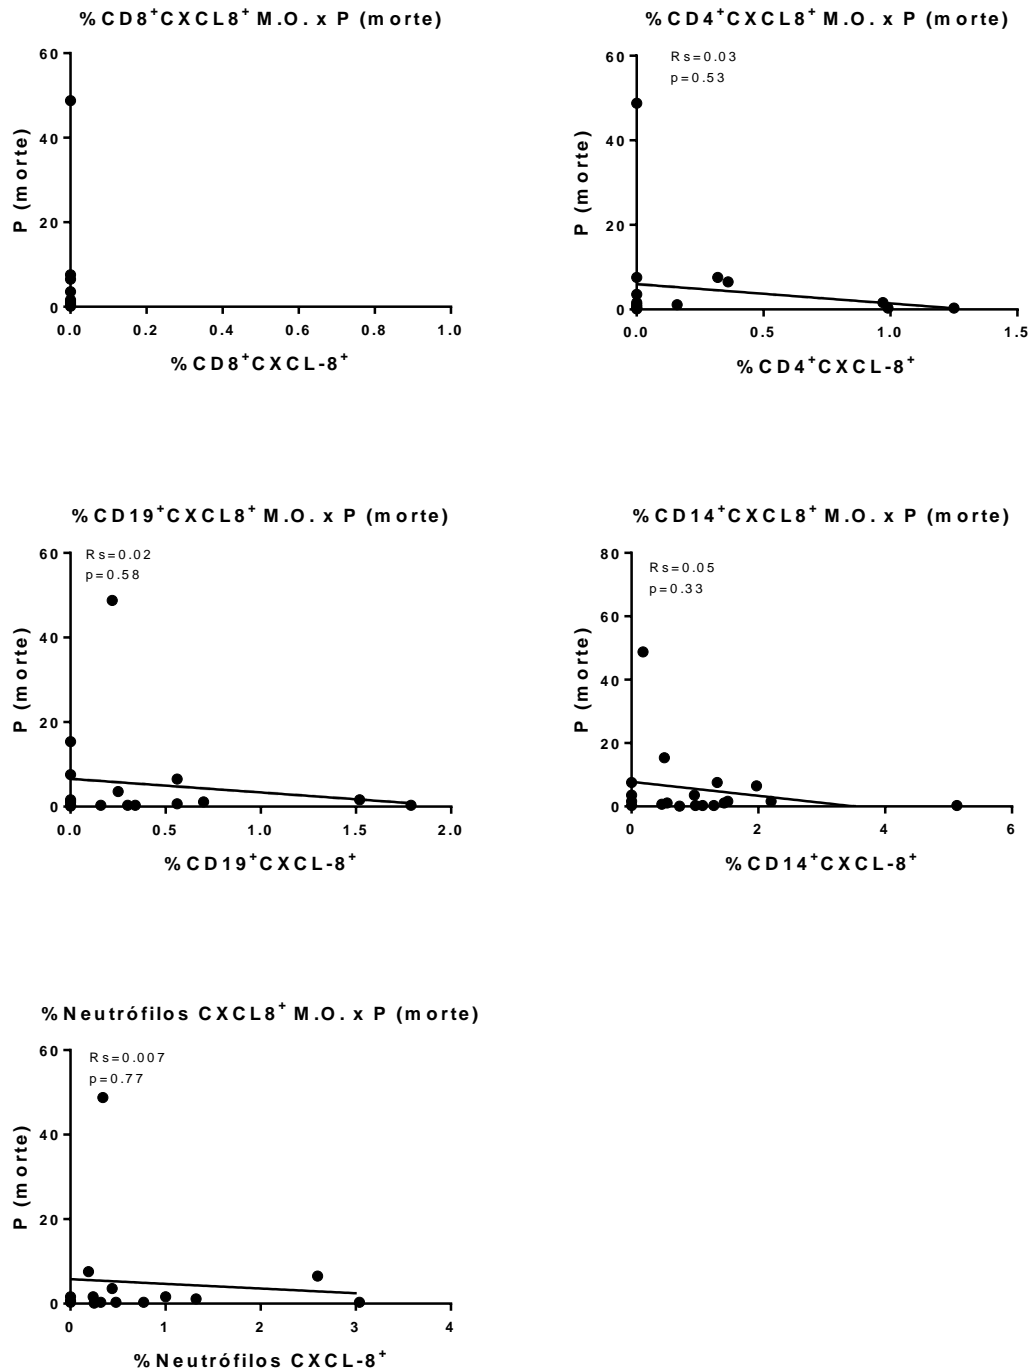 %CD8⁺CXCL8⁺ M.O. x P (morte)
P (morte)
60
40
20
0
0.0 0.2 0.4 0.6 0.8 1.0
%CD8⁺CXCL-8⁺
%CD4⁺CXCL8⁺ M.O. x P (morte)
Rs=0.03
p=0.53
P (morte)
60
40
20
0
0.0 0.5 1.0 1.5
%CD4⁺CXCL-8⁺
%CD19⁺CXCL8⁺ M.O. x P (morte)
Rs=0.02
p=0.58
P (morte)
60
40
20
0
0.0 0.5 1.0 1.5 2.0
%CD19⁺CXCL-8⁺
%CD14⁺CXCL8⁺ M.O. x P (morte)
Rs=0.05
p=0.33
P (morte)
80
60
40
20
0
0 2 4 6
%CD14⁺CXCL-8⁺
%Neutrófilos CXCL8⁺ M.O. x P (morte)
Rs=0.007
p=0.77
P (morte)
60
40
20
0
0 1 2 3 4
%Neutrófilos CXCL-8⁺